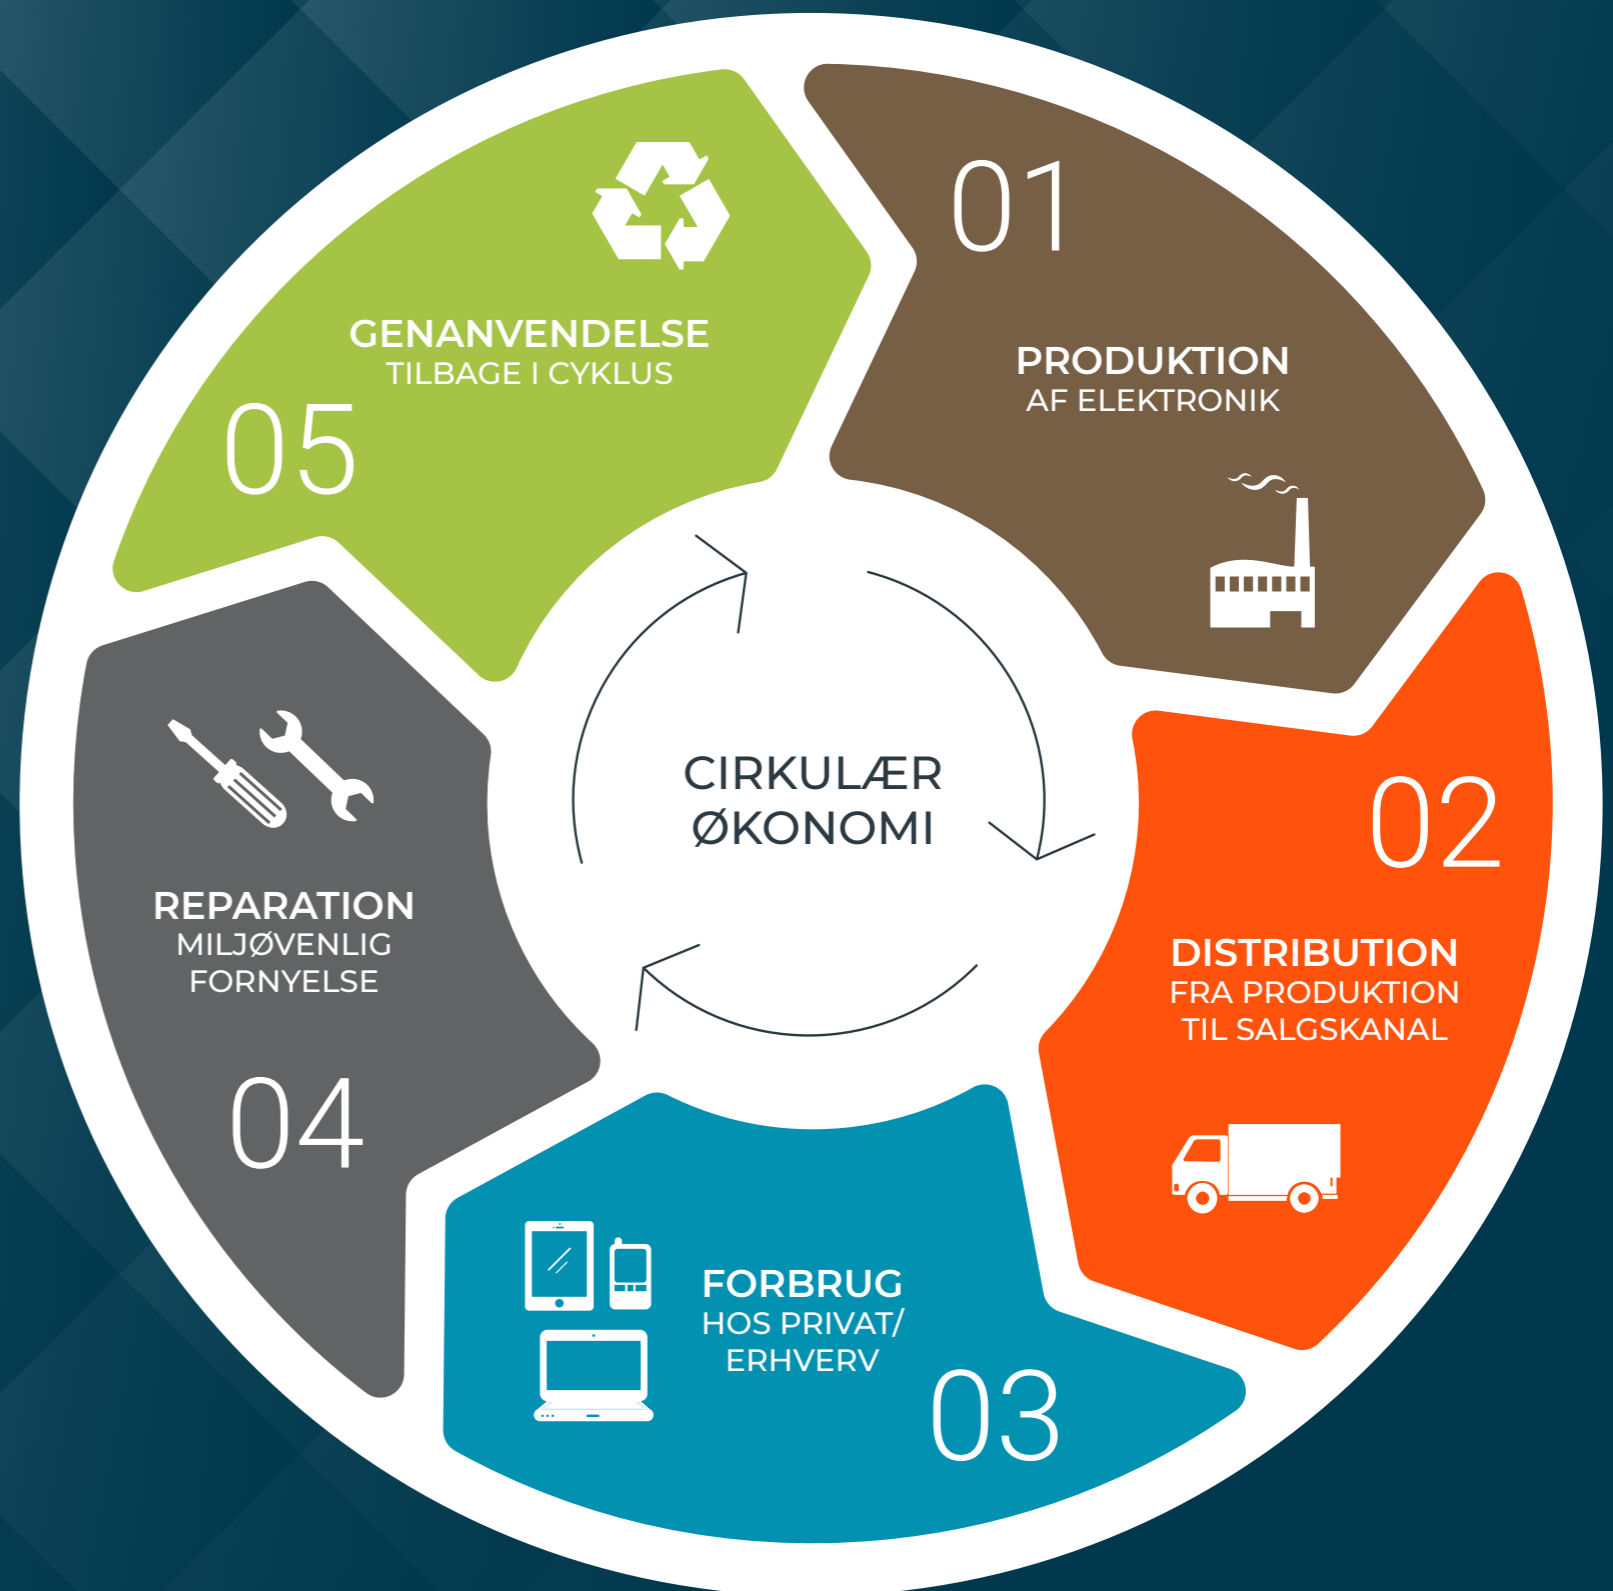 CIRKULÆR
ØKONOMI
01
PRODUKTION
AF ELEKTRONIK
02
DISTRIBUTION
FRA PRODUKTION
TIL SALGSKANAL
FORBRUG
HOS PRIVAT/
ERHVERV
03
REPARATION
MILJØVENLIG
FORNYELSE
04
GENANVENDELSE
TILBAGE I CYKLUS
05